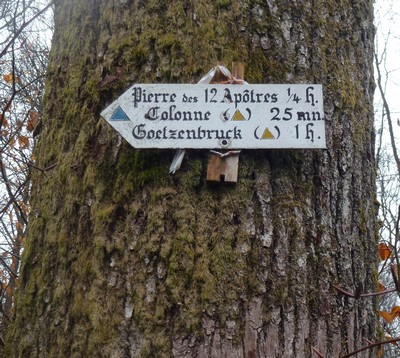 Pierre des 12 Apôtres ¼ h.
Colonne ( ) 25 mn.
Goetzenbruck ( ) 1 h.